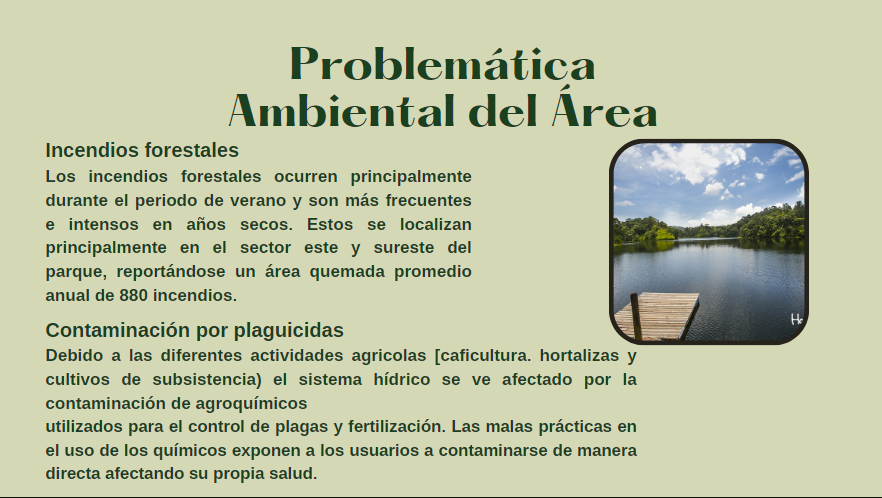 Problemática
Ambiental del Área
Incendios forestales
Los incendios forestales ocurren principalmente
durante el periodo de verano y son más frecuentes
e intensos en años secos. Estos se localizan
principalmente en el sector este y sureste del
parque, reportándose un área quemada promedio
anual de 880 incendios.
Contaminación por plaguicidas
Debido a las diferentes actividades agricolas [caficultura. hortalizas y
cultivos de subsistencia) el sistema hídrico se ve afectado por la
contaminación de agroquímicos
utilizados para el control de plagas y fertilización. Las malas prácticas en
el uso de los químicos exponen a los usuarios a contaminarse de manera
directa afectando su propia salud.